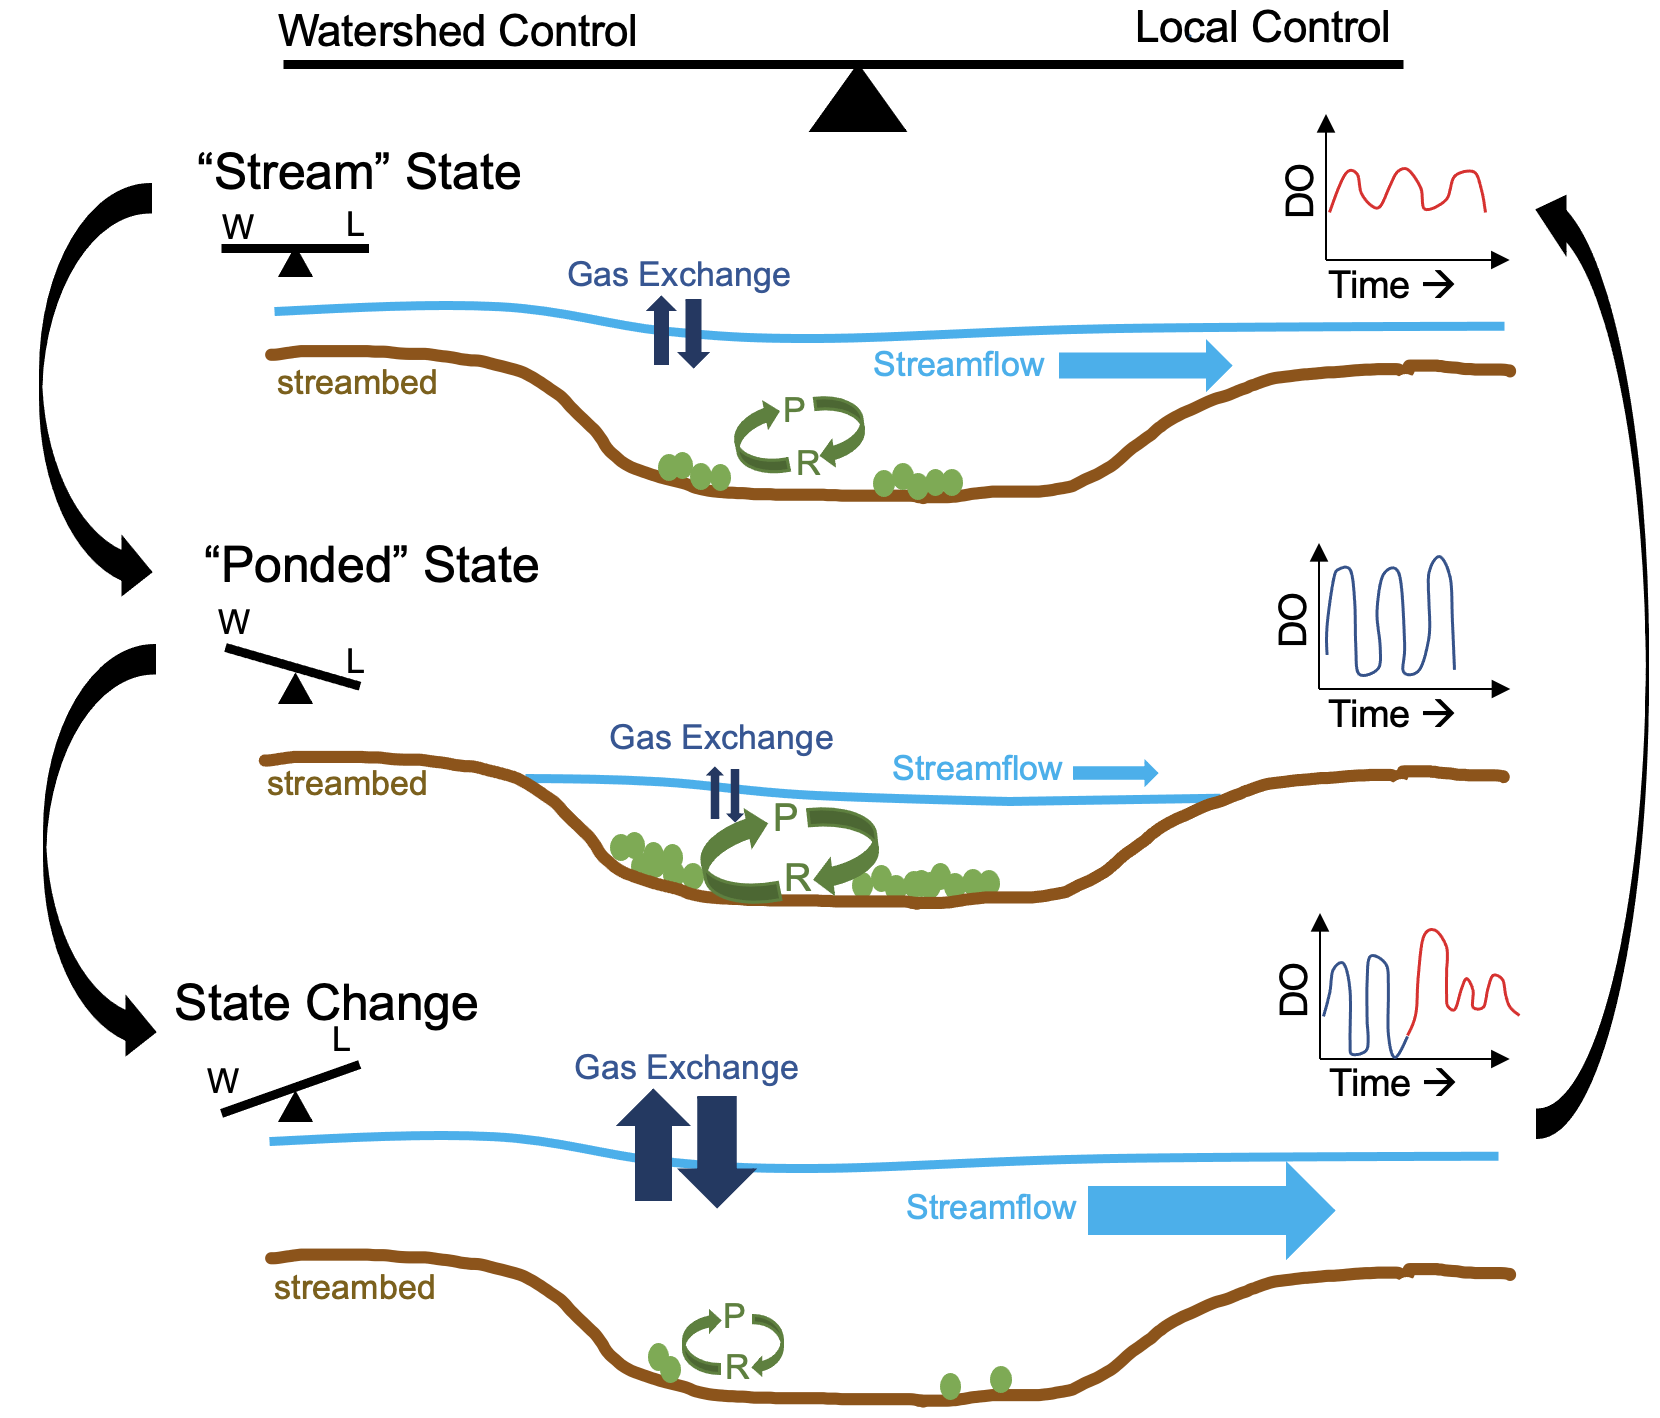 Watershed Control
Local Control
“Stream” State
W
L
DO
Time →
Gas Exchange
streambed
Streamflow
P
R
“Ponded” State
W
L
DO
Time →
Gas Exchange
streambed
Streamflow
P
R
State Change
L
W
DO
Time →
Gas Exchange
Streamflow
streambed
P
R